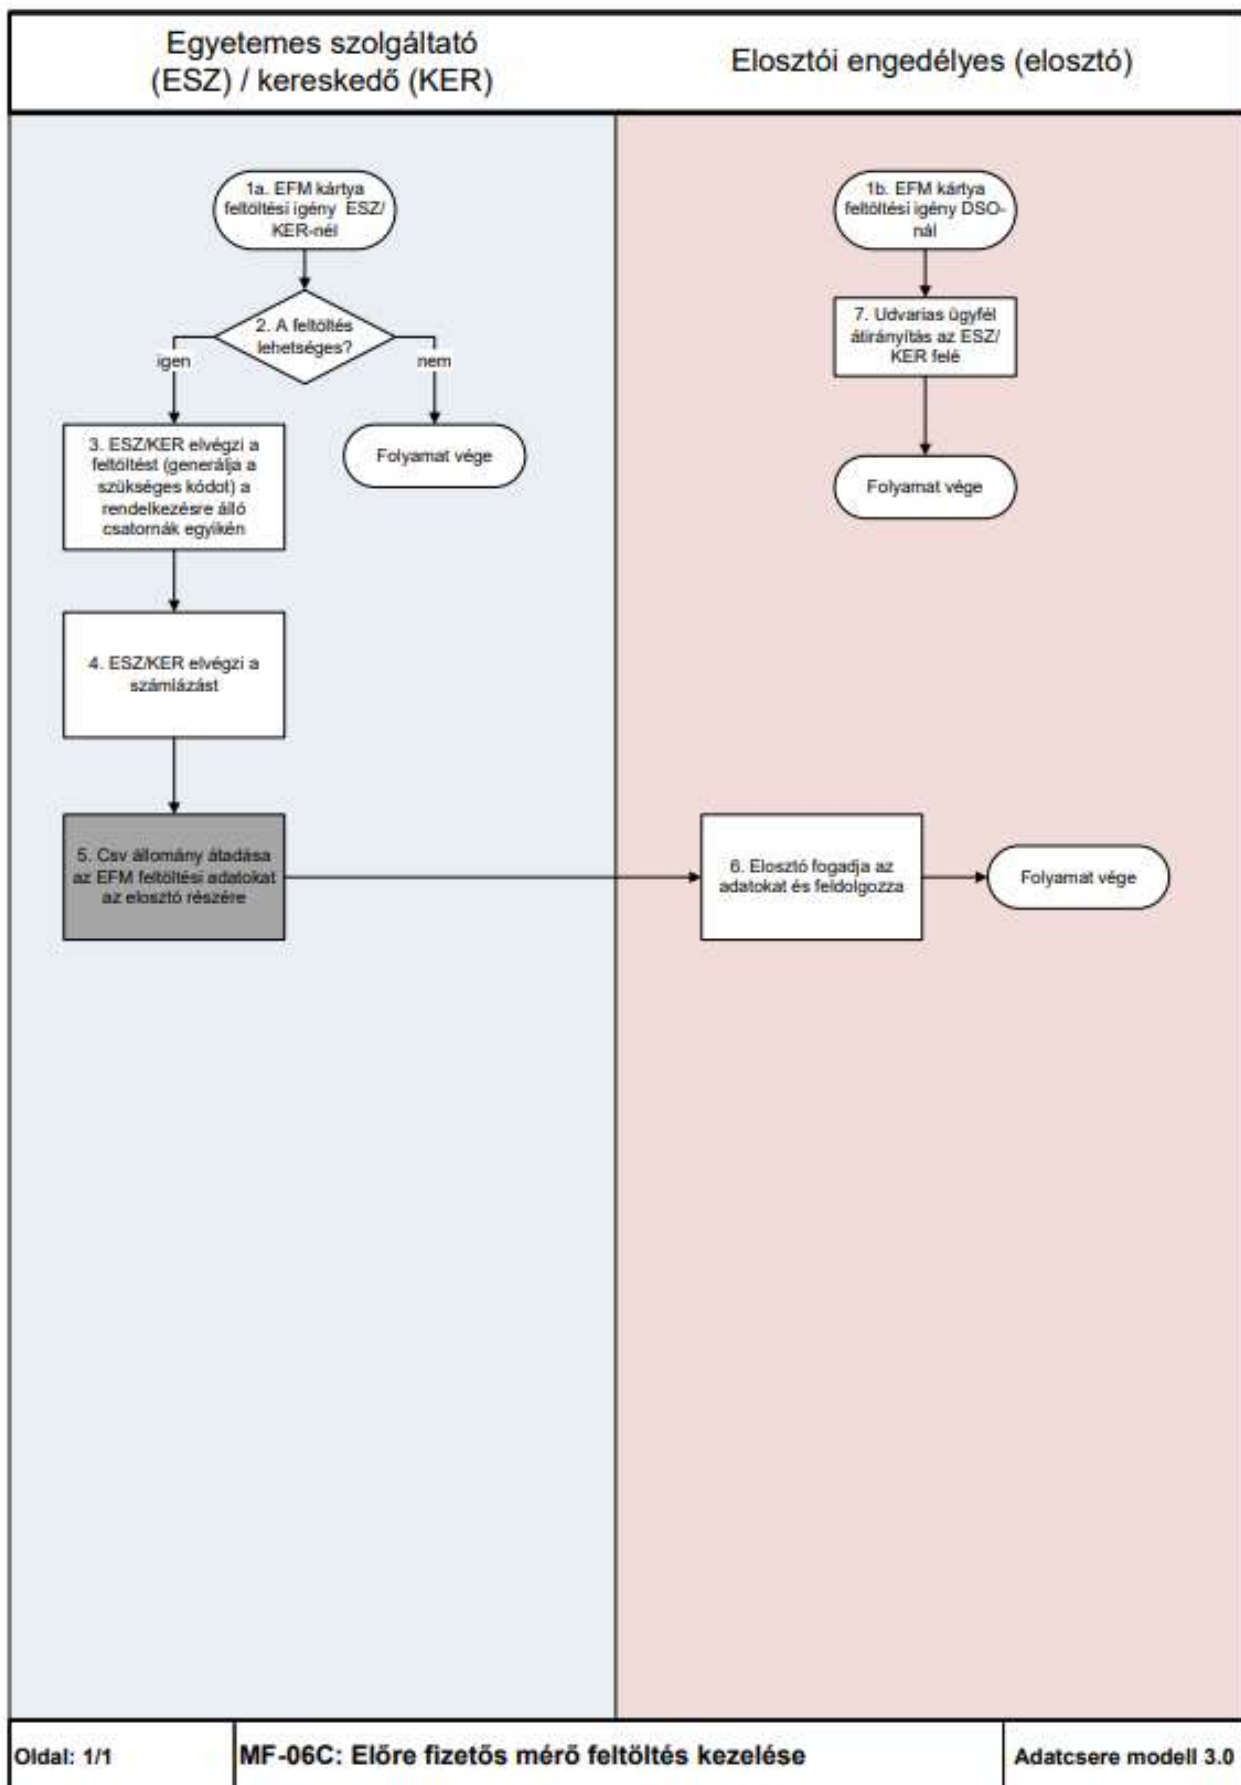 Egyetemes szolgáltató
(ESZ) / kereskedő (KER)
Elosztói engedélyes (elosztó)
1a. EFM kártya
feltöltési igény ESZ/
KER-nél
2. A feltöltés
lehetséges?
igen
nem
3. ESZ/KER elvégzi a
feltöltést (generálja a
szükséges kódot) a
rendelkezésre álló
csatornák egyikén
Folyamat vége
4. ESZ/KER elvégzi a
számlázást
5. Csv állomány átadása
az EFM feltöltési adatokat
az elosztó részére
1b. EFM kártya
feltöltési igény DSO-
nál
7. Udvarias ügyfél
átirányítás az ESZ/
KER felé
Folyamat vége
6. Elosztó fogadja az
adatokat és feldolgozza
Folyamat vége
Oldal: 1/1
MF-06C: Előre fizetős mérő feltöltés kezelése
Adatcsere modell 3.0